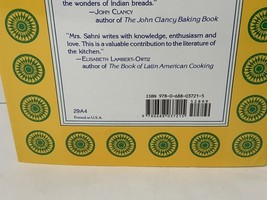 the wonders of Indian breads."
—JOHN CLANCY
author of The John Clancy Baking Book
"Mrs. Sahni writes with knowledge, enthusiasm and
love. This is a valuable contribution to the literature of
the kitchen."
—ELISABETH LAMBERT-ORTIZ
author of The Book of Latin American Cooking
ISBN 978-0-688-03721-5
29A4
Printed in U.S.A.